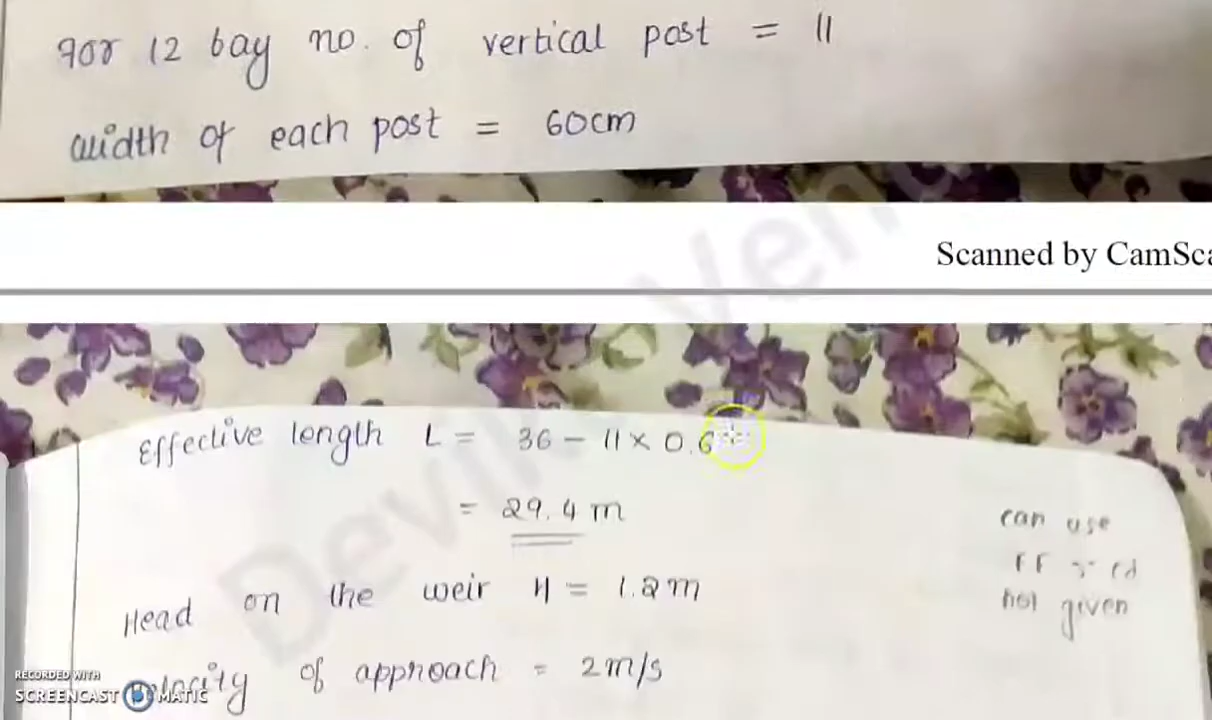 For 12 bay no. of vertical post = 11
width of each post = 60cm
Scanned by CamSca
Effective length L = 36 - 11 × 0.6
= 29.4 m
Head on the weir H = 1.2m
can use
not given
of approach = 2m/s
RECORDED WITH
SCREENCAST MATIC